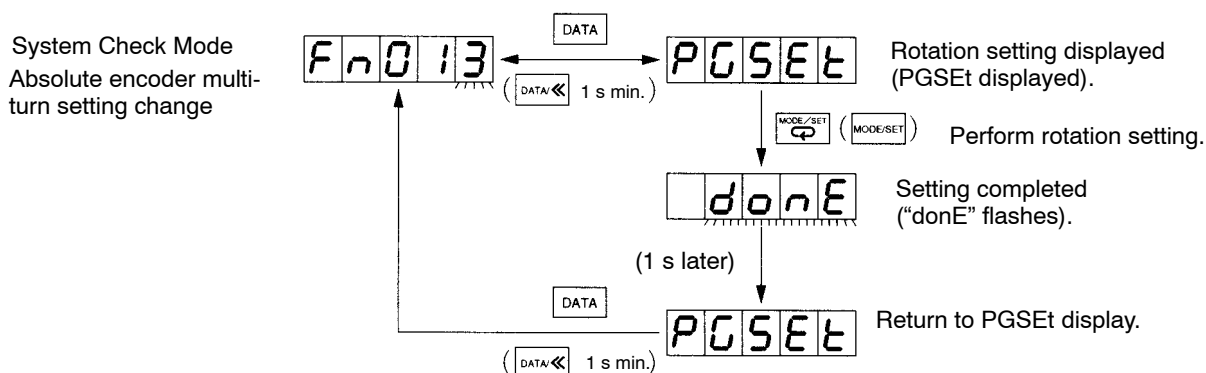 System Check Mode
Absolute encoder multi-
turn setting change
Fn013
DATA
(DATA/≪ 1 s min.)
PGSEt
Rotation setting displayed
(PGSEt displayed).
MODE/SET (MODE/SET)
Perform rotation setting.
donE
Setting completed
(“donE” flashes).
(1 s later)
DATA
(DATA/≪ 1 s min.)
PGSEt
Return to PGSEt display.